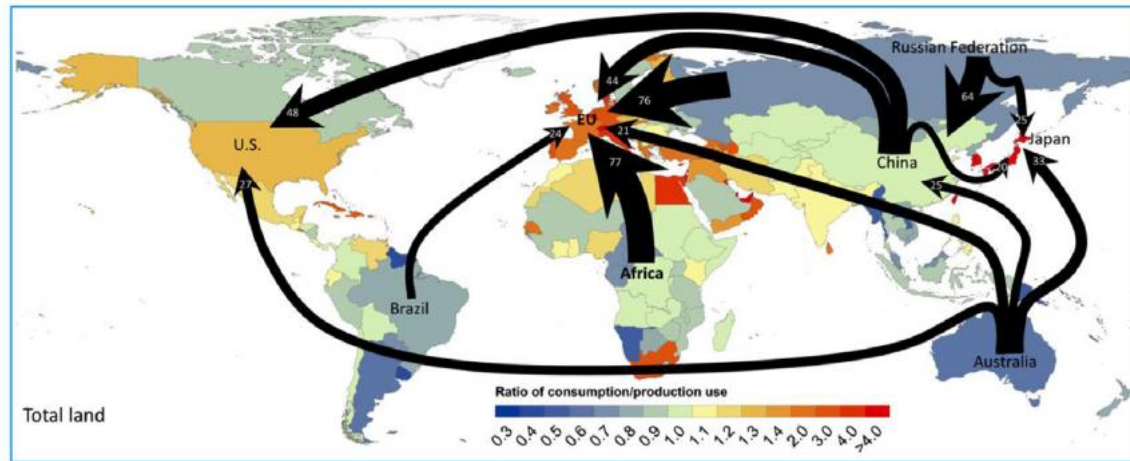 Russian Federation
44
76
64
48
EU
25
24
21
Japan
U.S.
China
20
33
77
27
25
Africa
Brazil
Australia
Ratio of consumption/production use
Total land
0.3 0.4 0.5 0.6 0.7 0.8 0.9 1.0 1.1 1.2 1.3 1.4 2.0 3.0 4.0 >4.0